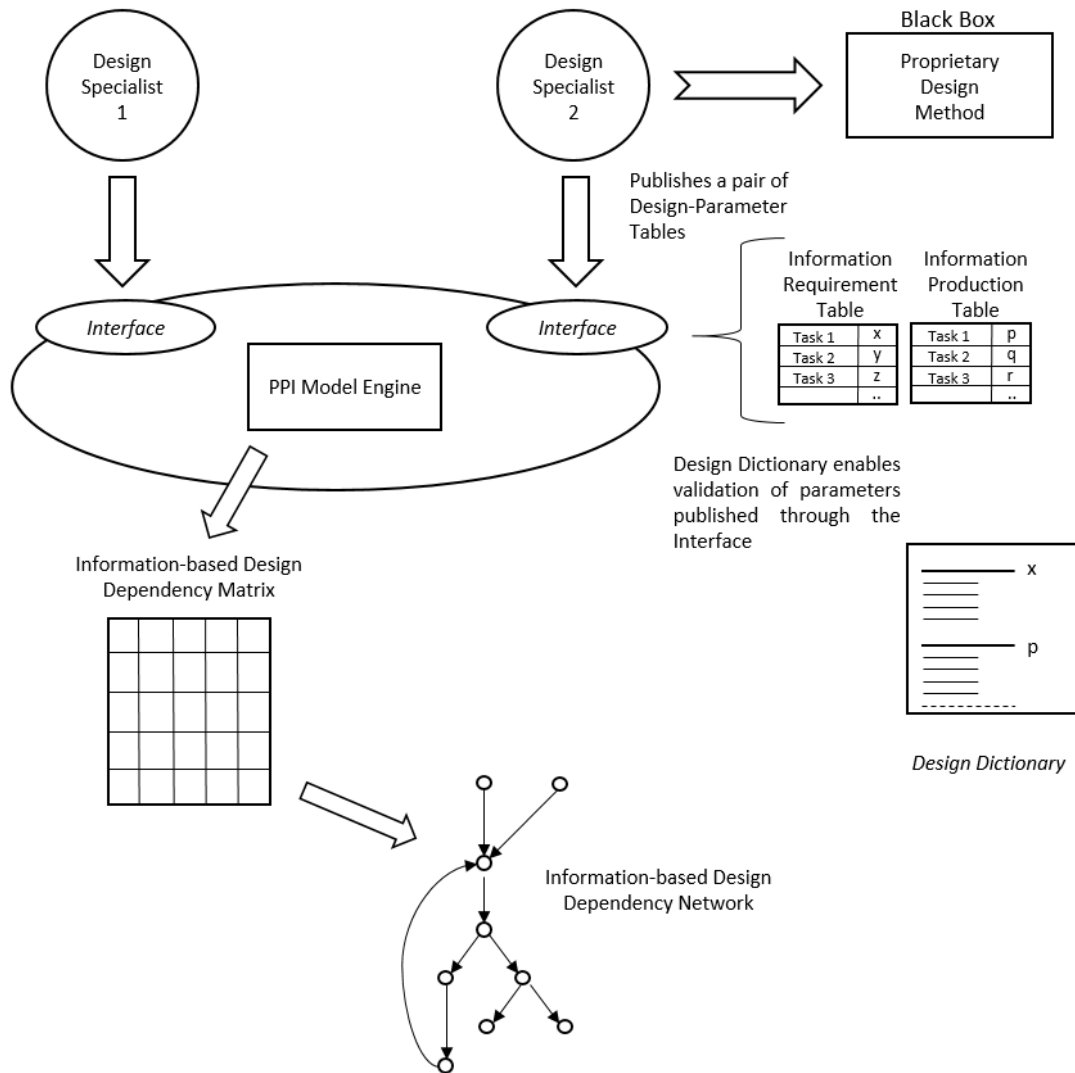 Design
Specialist
1
Design
Specialist
2
Black Box
Proprietary
Design
Method
Publishes a pair of
Design-Parameter
Tables
Information
Requirement
Table
Task 1 x
Task 2 y
Task 3 z
..
Information
Production
Table
Task 1 p
Task 2 q
Task 3 r
..
Interface
Interface
PPI Model Engine
Design Dictionary enables
validation of parameters
published through the
Interface
x
p
Design Dictionary
Information-based Design
Dependency Matrix
Information-based Design
Dependency Network